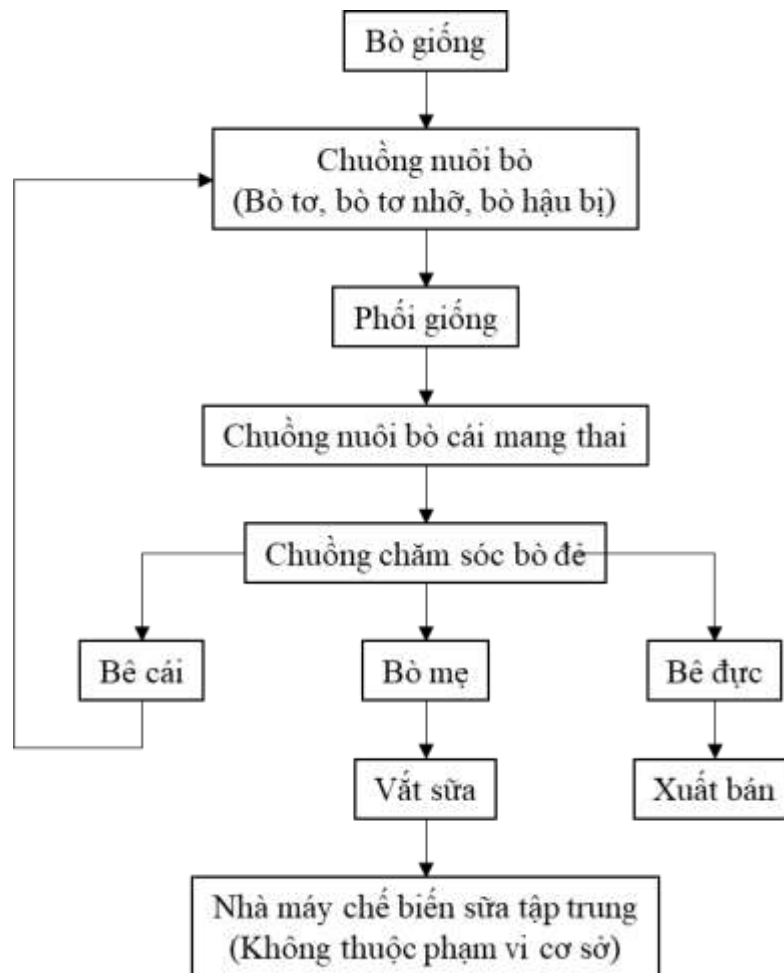 Bò giống
Chuồng nuôi bò
(Bò tơ, bò tơ nhỡ, bò hậu bị)
Phối giống
Chuồng nuôi bò cái mang thai
Chuồng chăm sóc bò đẻ
Bê cái
Bò mẹ
Bê đực
Vắt sữa
Xuất bán
Nhà máy chế biến sữa tập trung
(Không thuộc phạm vi cơ sở)